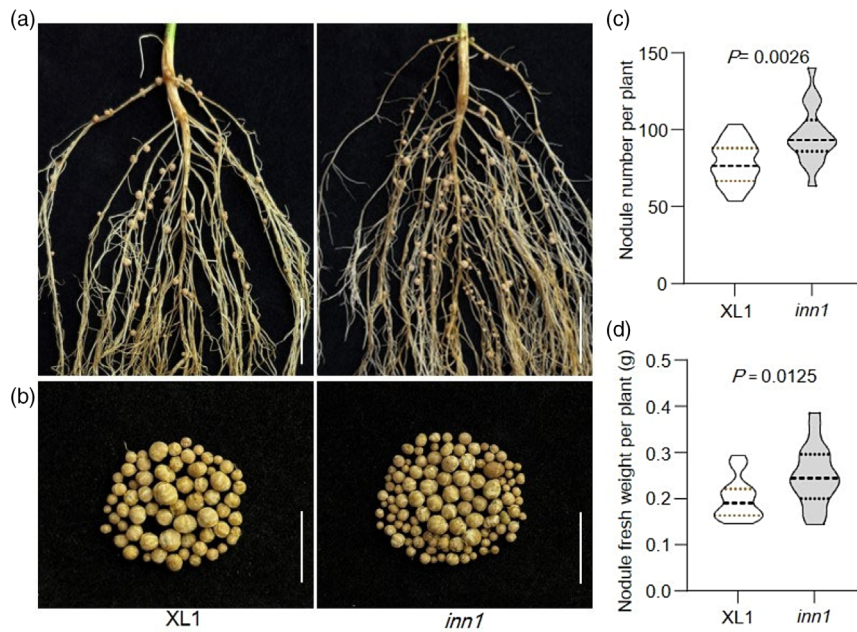 (a)
(b)
XL1
inn1
(c)
Nodule number per plant
150
100
50
0
P= 0.0026
XL1
inn1
(d)
Nodule fresh weight per plant (g)
0.5
0.4
0.3
0.2
0.1
0.0
P = 0.0125
XL1
inn1